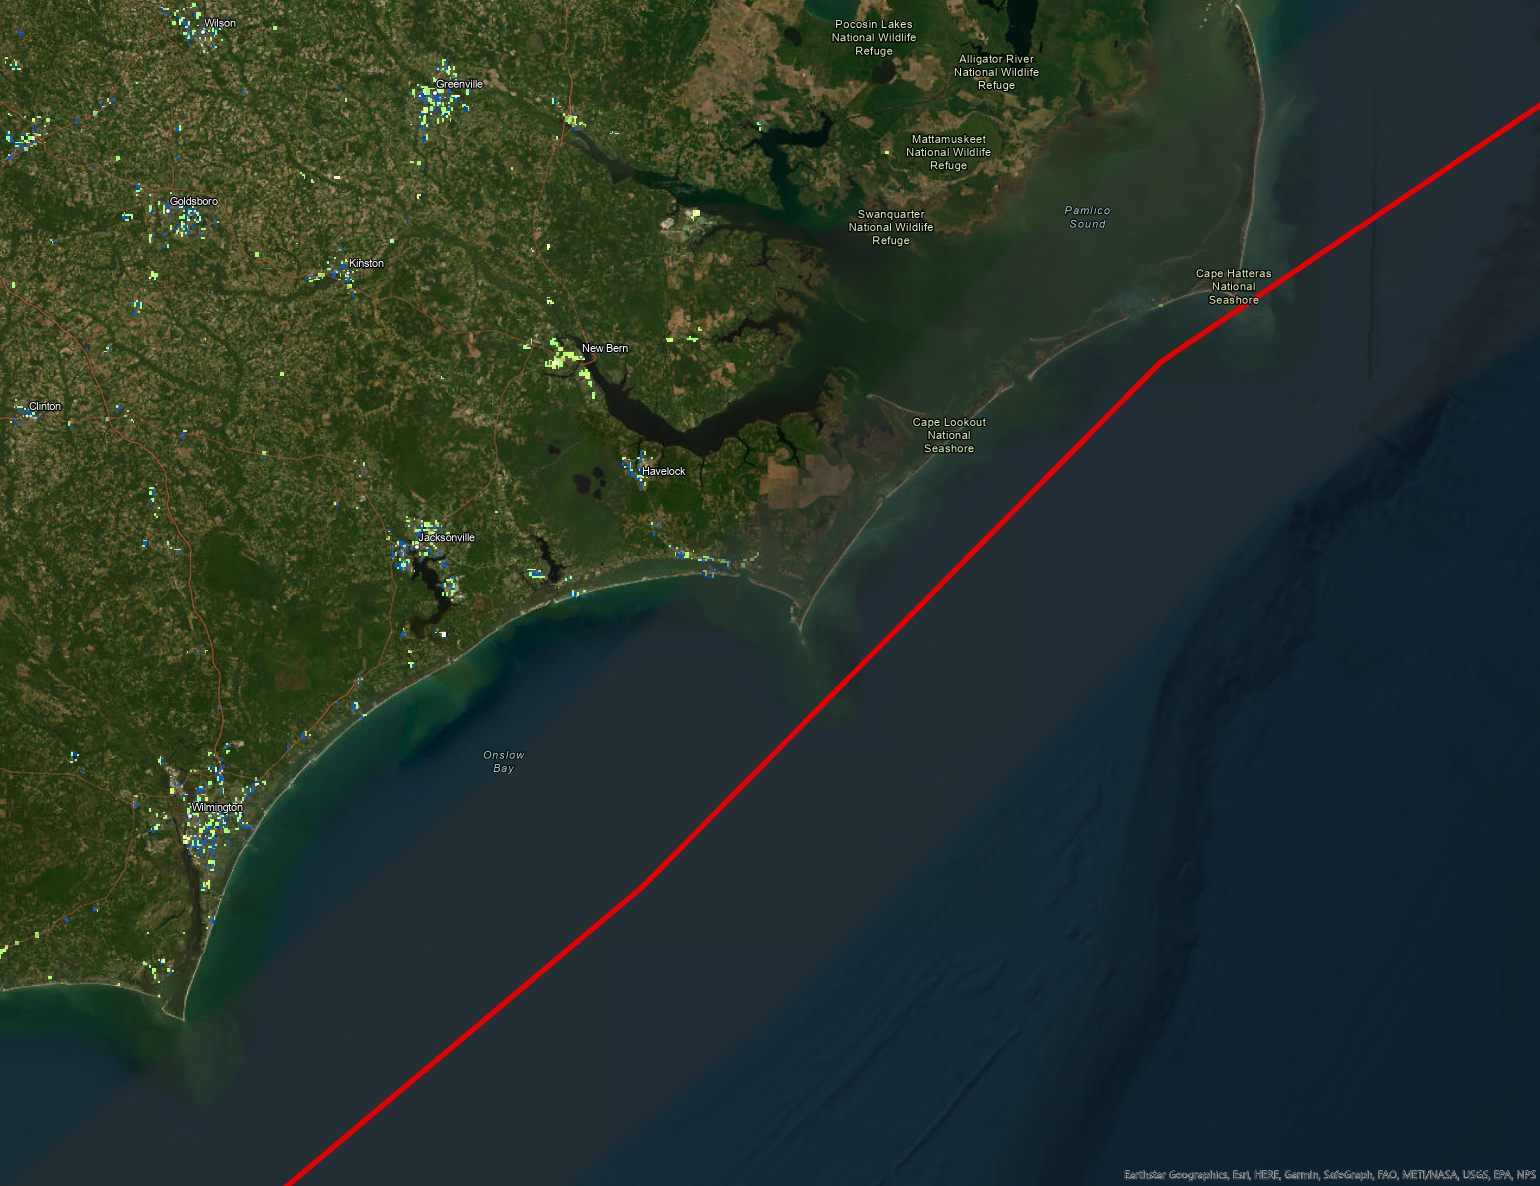 Wilson
Pocosin Lakes
National Wildlife
Refuge
Alligator River
National Wildlife
Refuge
Greenville
Mattamuskeet
National Wildlife
Refuge
Goldsboro
Swanquarter
National Wildlife
Refuge
Pamlico
Sound
Kinston
Cape Hatteras
National
Seashore
New Bern
Clinton
Cape Lookout
National
Seashore
Havelock
Jacksonville
Onslow
Bay
Wilmington
Earthstar Geographics, Esri, HERE, Garmin, SafeGraph, FAO, METI/NASA, USGS, EPA, NPS